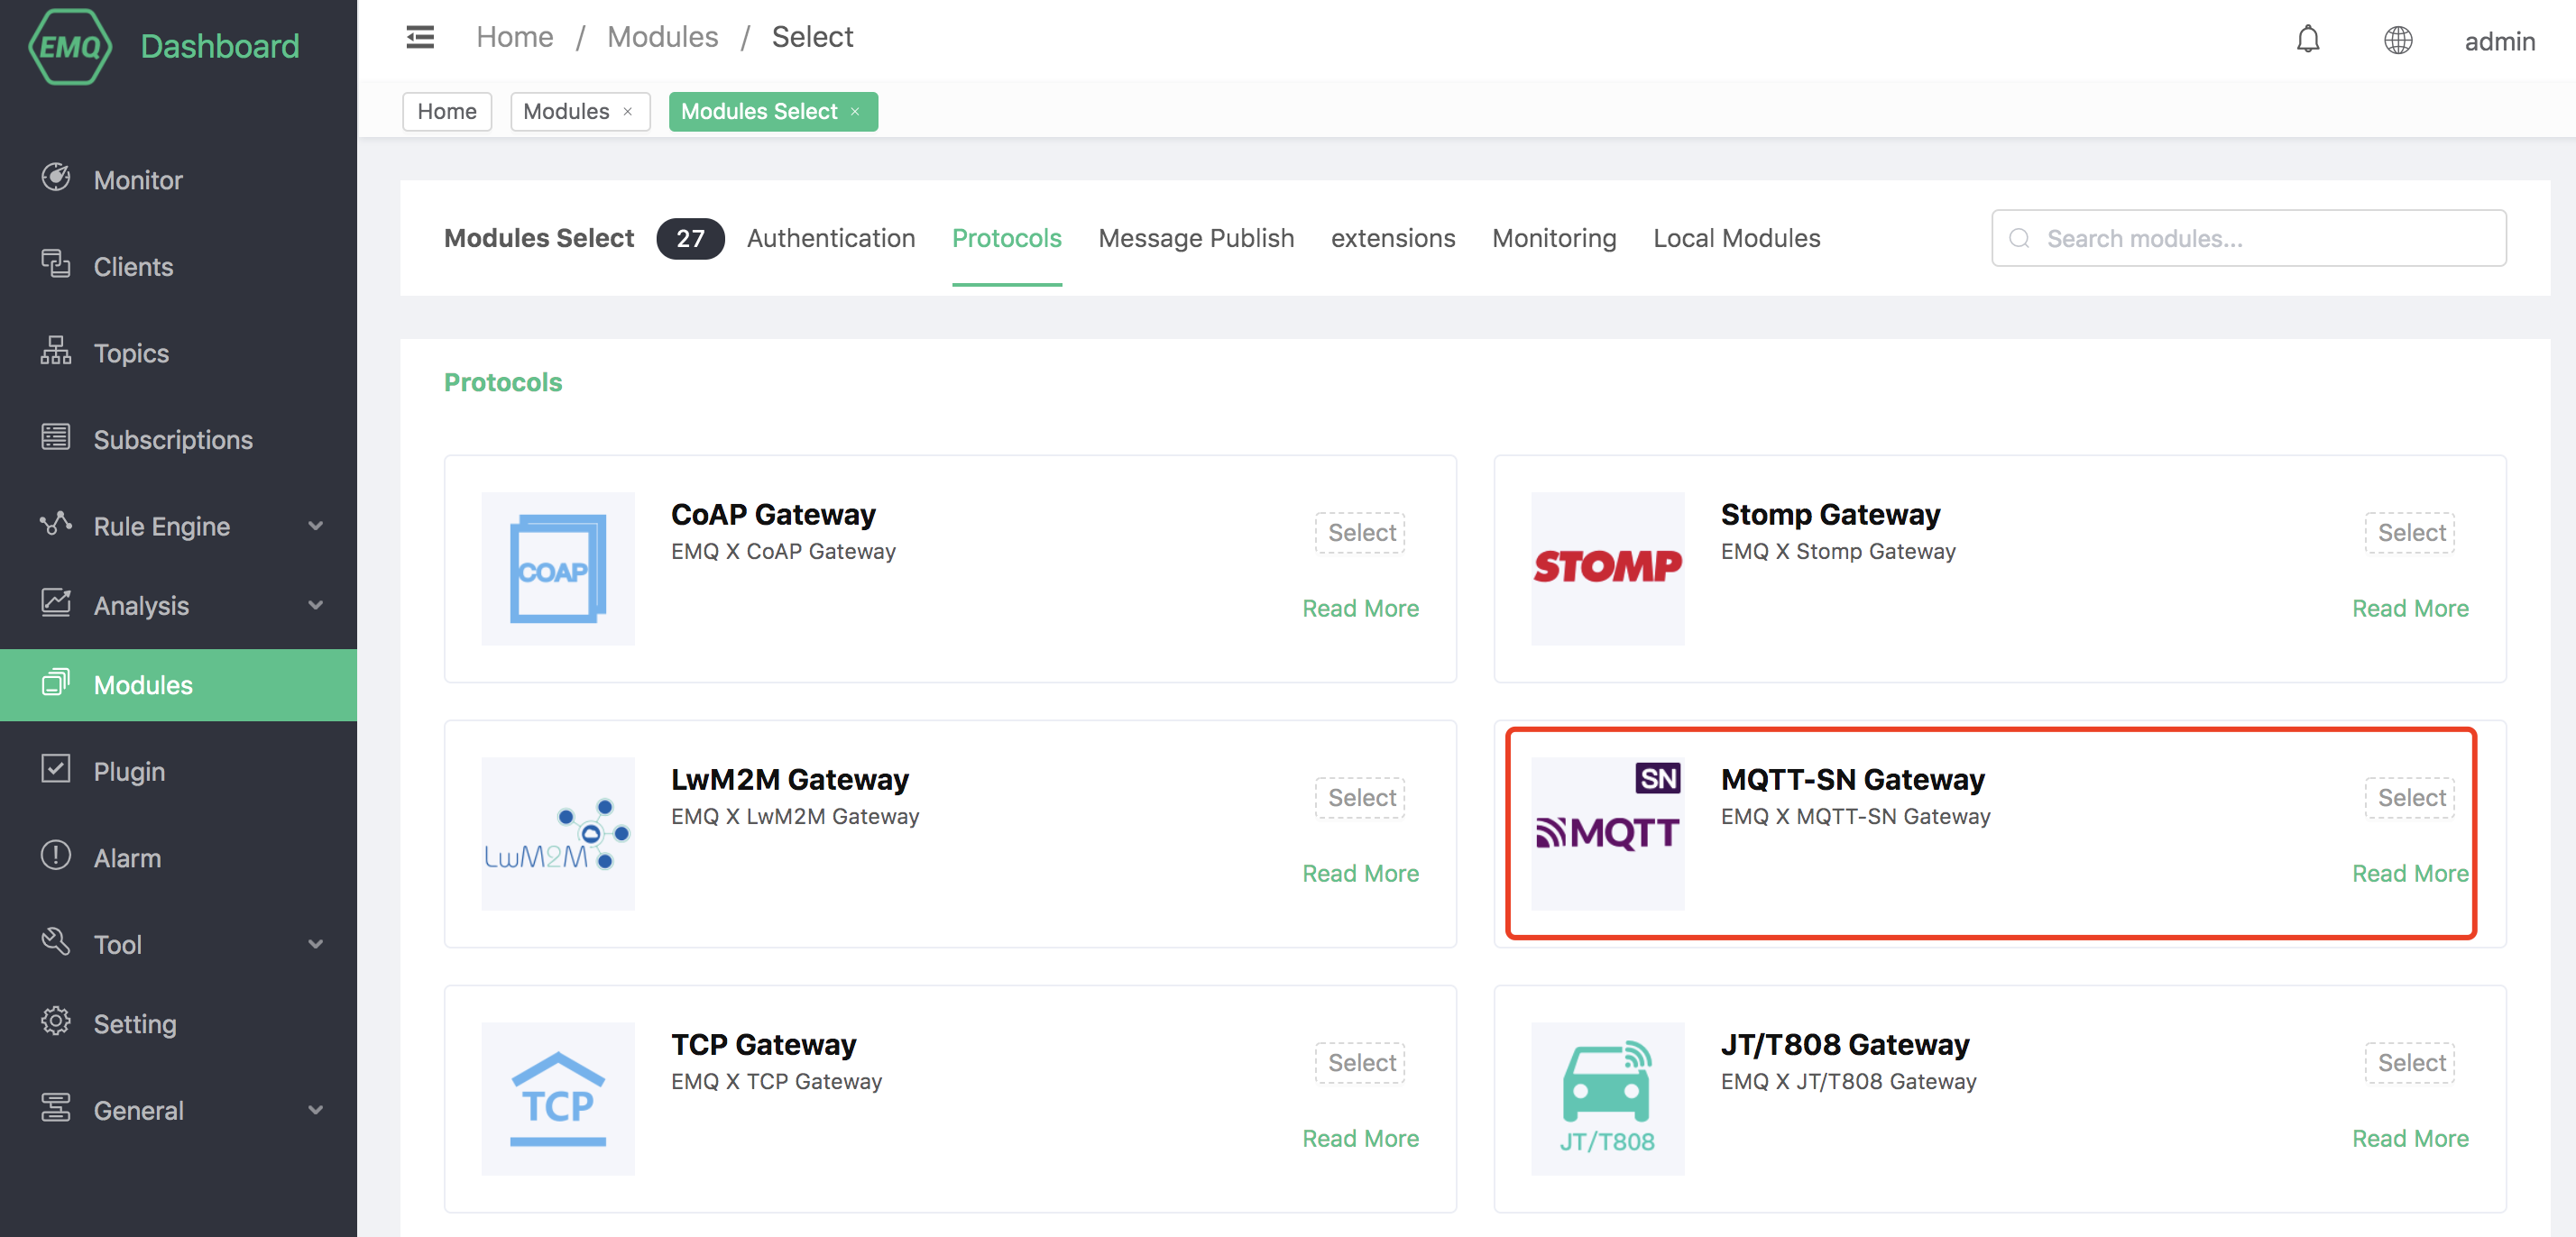 EMQ Dashboard
Home / Modules / Select
admin
Home
Modules ×
Modules Select ×
Monitor
Clients
Topics
Subscriptions
Rule Engine
Analysis
Modules
Plugin
Alarm
Tool
Setting
General
Modules Select 27 Authentication Protocols Message Publish extensions Monitoring Local Modules
Search modules...
Protocols
COAP
CoAP Gateway
EMQ X CoAP Gateway
Select
Read More
STOMP
Stomp Gateway
EMQ X Stomp Gateway
Select
Read More
LwM2M
LwM2M Gateway
EMQ X LwM2M Gateway
Select
Read More
SN
MQTT
MQTT-SN Gateway
EMQ X MQTT-SN Gateway
Select
Read More
TCP
TCP Gateway
EMQ X TCP Gateway
Select
Read More
JT/T808
JT/T808 Gateway
EMQ X JT/T808 Gateway
Select
Read More